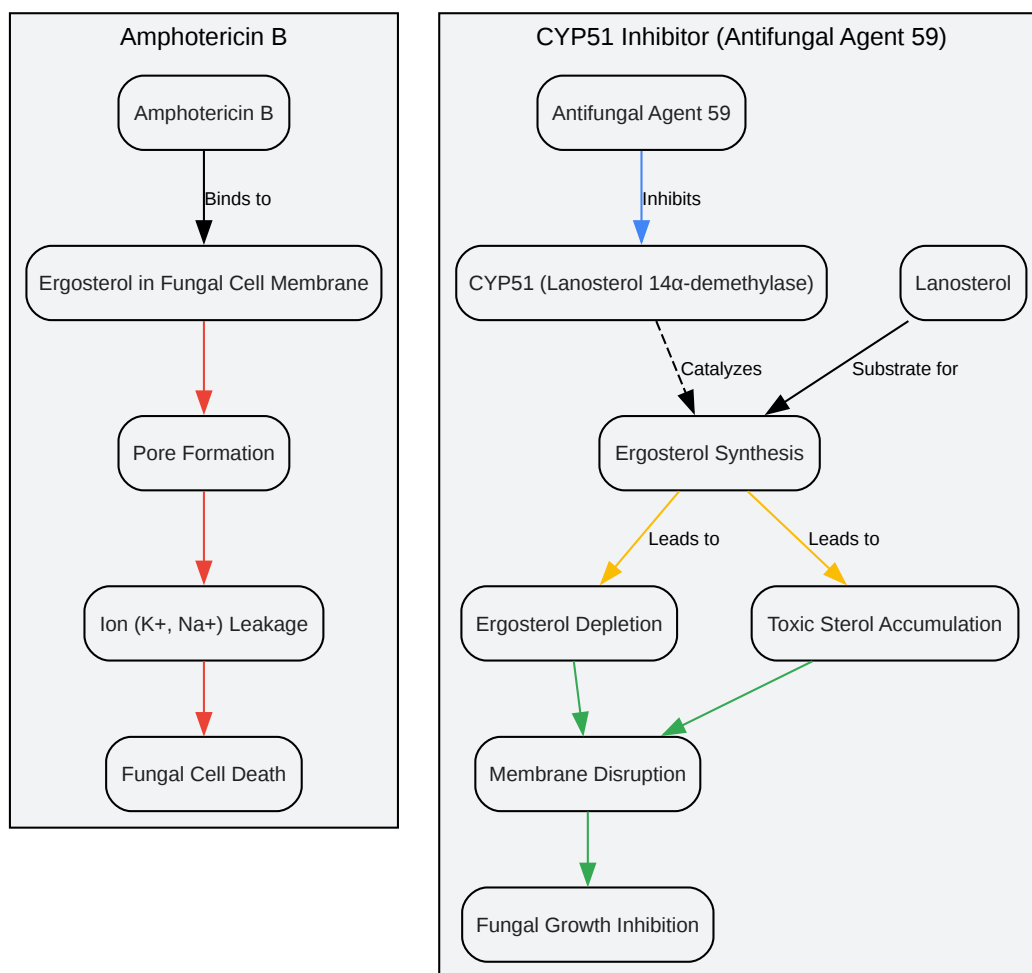 Amphotericin B
Amphotericin B
Binds to
Ergosterol in Fungal Cell Membrane
Pore Formation
Ion (K+, Na+) Leakage
Fungal Cell Death
CYP51 Inhibitor (Antifungal Agent 59)
Antifungal Agent 59
Inhibits
CYP51 (Lanosterol 14α-demethylase)
Lanosterol
Catalyzes
Substrate for
Ergosterol Synthesis
Leads to
Leads to
Ergosterol Depletion
Toxic Sterol Accumulation
Membrane Disruption
Fungal Growth Inhibition